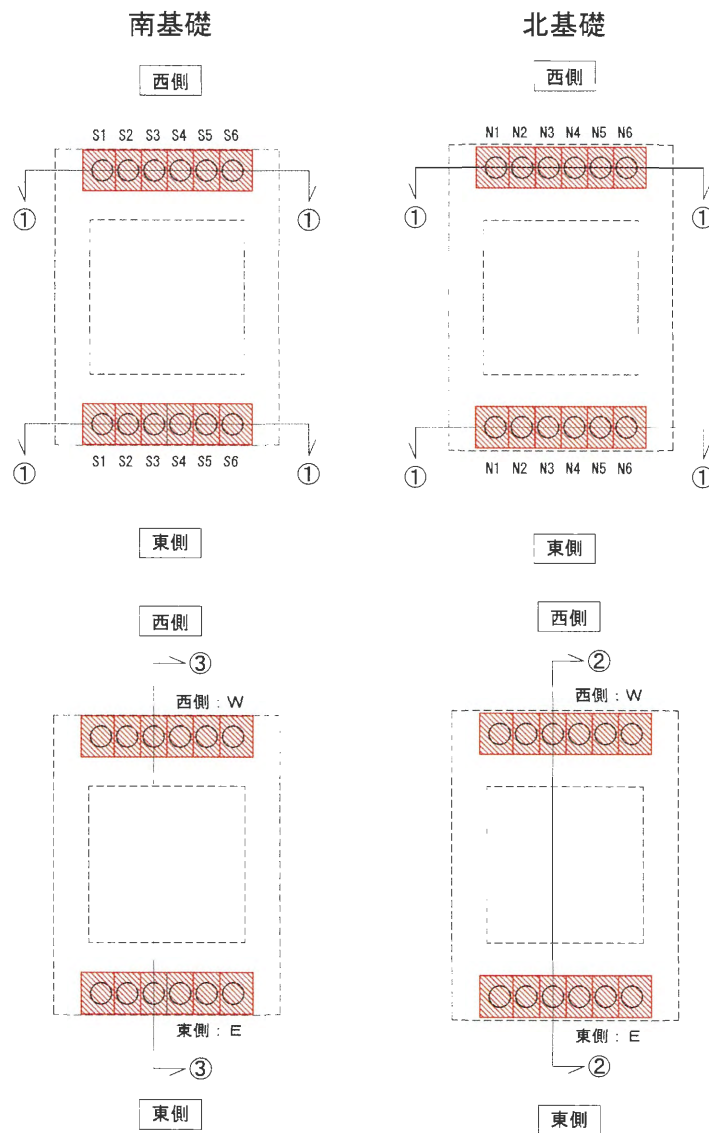 南基礎
北基礎
西側
西側
S1 S2 S3 S4 S5 S6
N1 N2 N3 N4 N5 N6
① ①
① ①
① ①
① ①
S1 S2 S3 S4 S5 S6
N1 N2 N3 N4 N5 N6
東側
東側
西側
西側
③
②
西側：W
西側：W
東側：E
東側：E
③
②
東側
東側